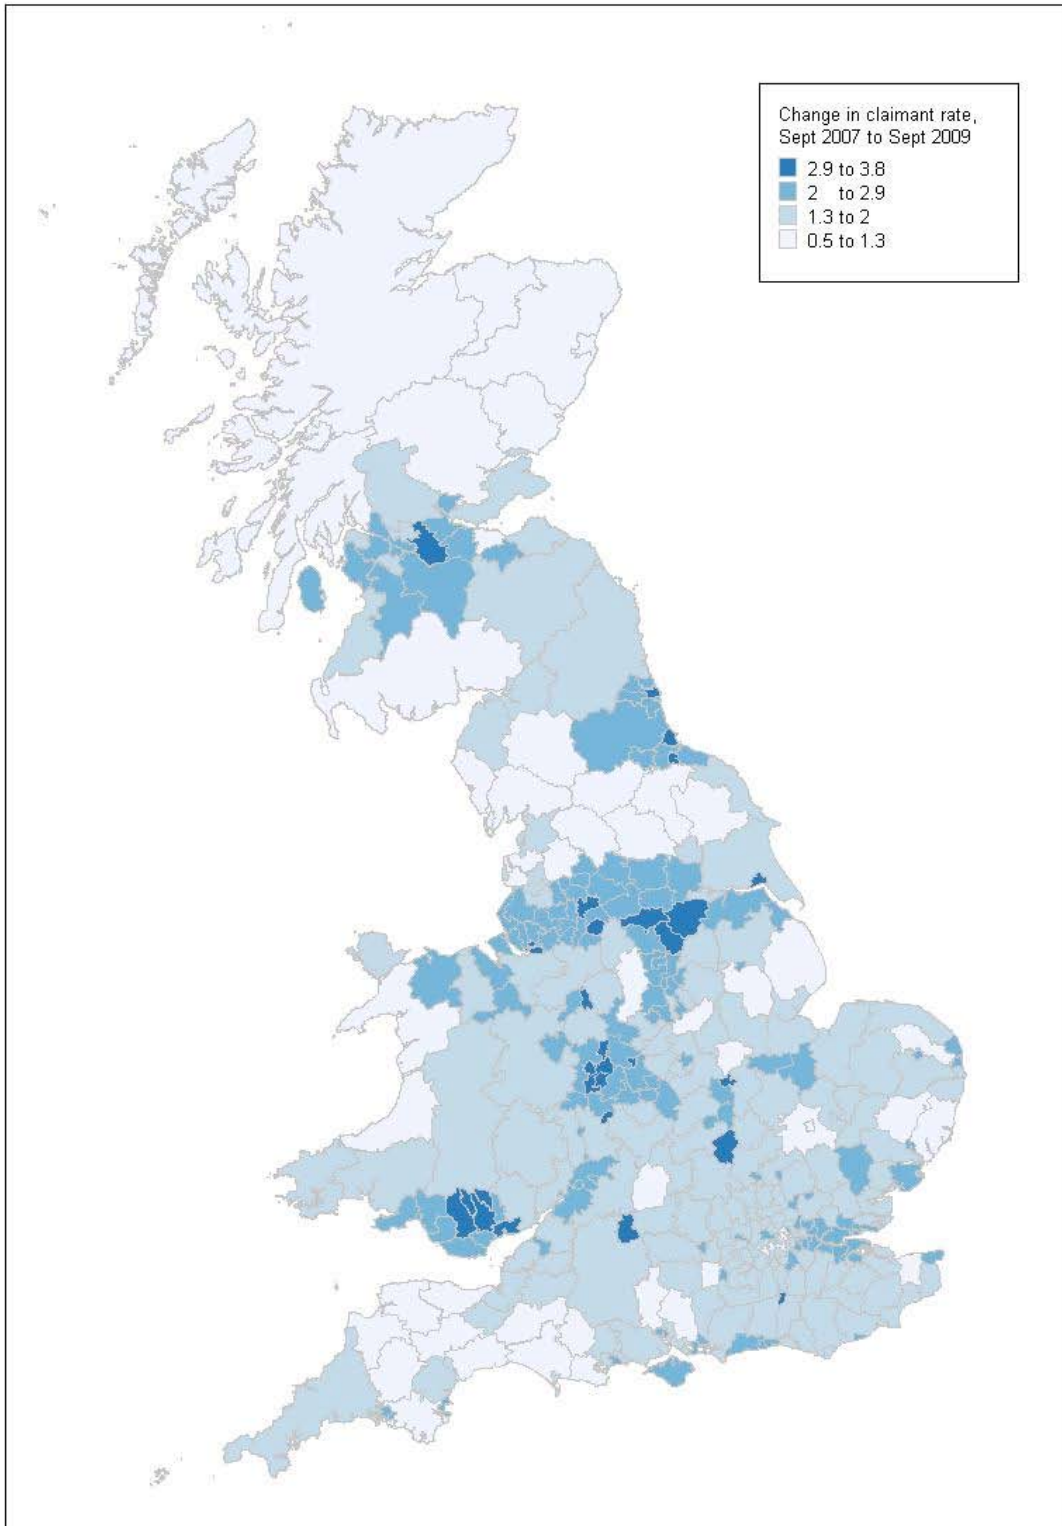 Change in claimant rate,
Sept 2007 to Sept 2009
2.9 to 3.8
2 to 2.9
1.3 to 2
0.5 to 1.3